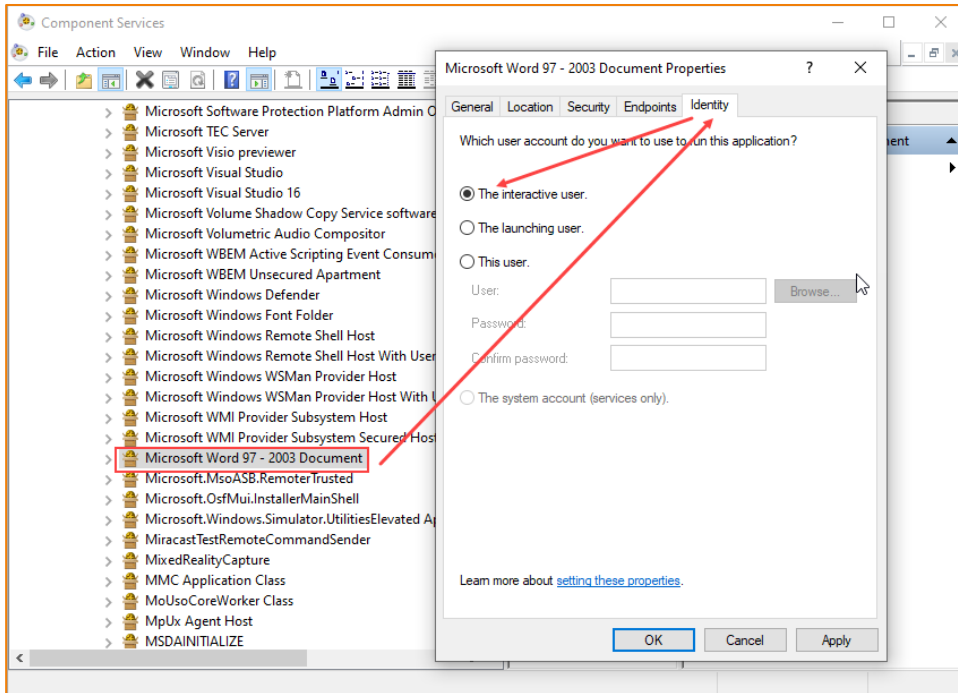 Component Services
File Action View Window Help
Microsoft Software Protection Platform Admin O
Microsoft TEC Server
Microsoft Visio previewer
Microsoft Visual Studio
Microsoft Visual Studio 16
Microsoft Volume Shadow Copy Service software
Microsoft Volumetric Audio Compositor
Microsoft WBEM Active Scripting Event Consum
Microsoft WBEM Unsecured Apartment
Microsoft Windows Defender
Microsoft Windows Font Folder
Microsoft Windows Remote Shell Host
Microsoft Windows Remote Shell Host With User
Microsoft Windows WSMan Provider Host
Microsoft Windows WSMan Provider Host With U
Microsoft WMI Provider Subsystem Host
Microsoft WMI Provider Subsystem Secured Host
Microsoft Word 97 - 2003 Document
Microsoft.MsoASB.RemoterTrusted
Microsoft.OsfMui.InstallerMainShell
Microsoft.Windows.Simulator.UtilitiesElevated Ap
MiracastTestRemoteCommandSender
MixedRealityCapture
MMC Application Class
MoUsoCoreWorker Class
MpUx Agent Host
MSDAINITIALIZE
Microsoft Word 97 - 2003 Document Properties
?
General Location Security Endpoints Identity
Which user account do you want to use to run this application?
The interactive user.
The launching user.
This user.
User:
Browse...
Password:
Confirm password:
The system account (services only).
Learn more about setting these properties.
OK Cancel Apply
ent